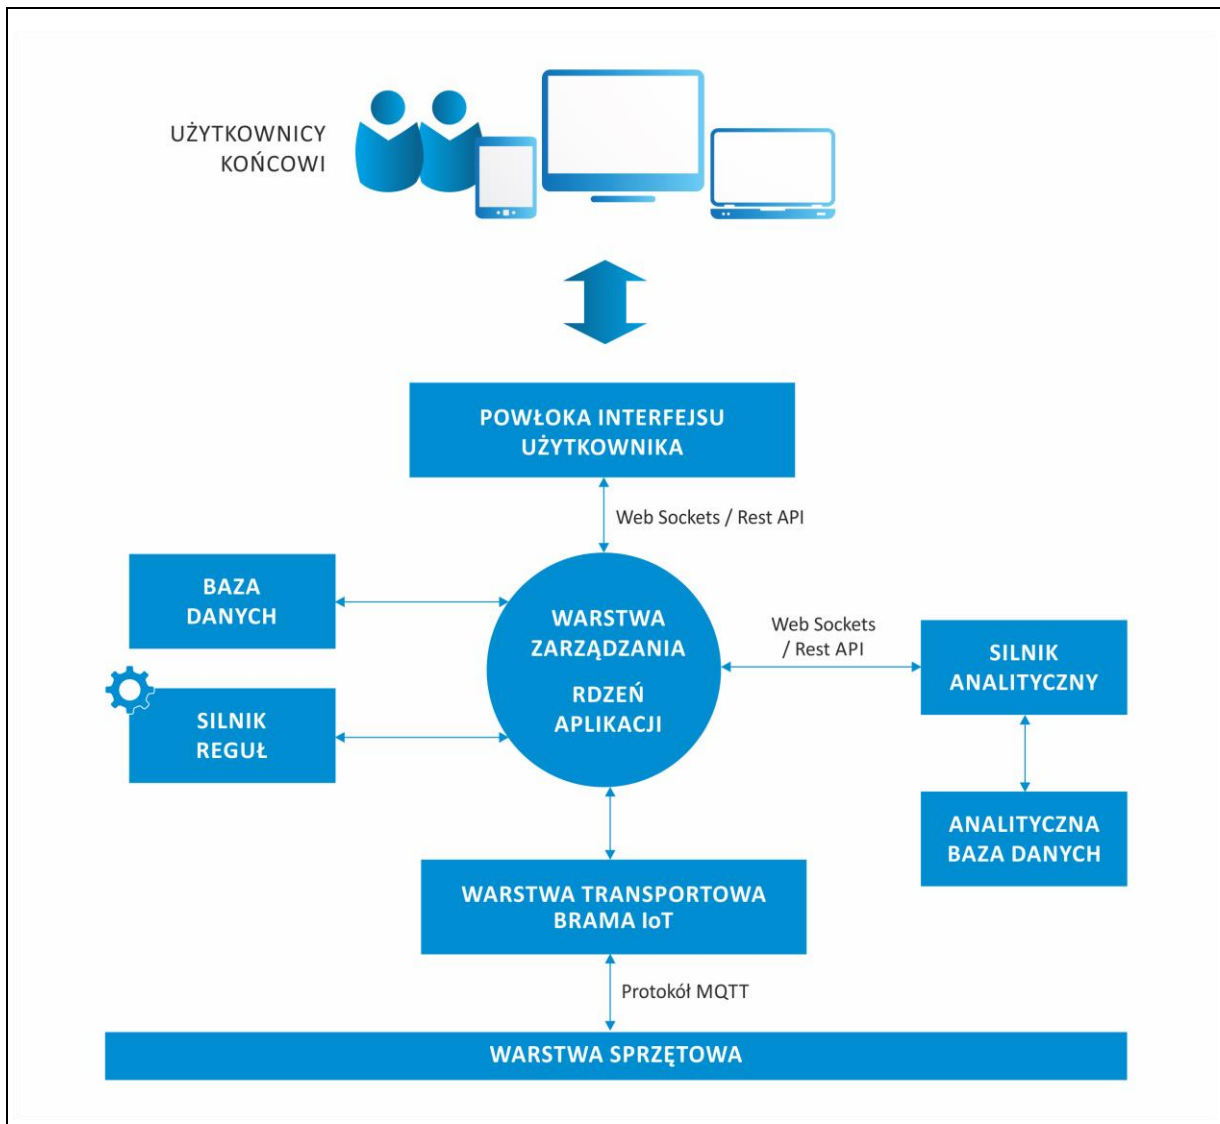 UŻYTKOWNICY
KOŃCOWI
POWŁOKA INTERFEJSU
UŻYTKOWNIKA
Web Sockets / Rest API
BAZA
DANYCH
WARSTWA
ZARZĄDZANIA
RDZEŃ
APLIKACJI
Web Sockets
/ Rest API
SILNIK
ANALITYCZNY
SILNIK
REGUŁ
ANALITYCZNA
BAZA DANYCH
WARSTWA TRANSPORTOWA
BRAMA IoT
Protokół MQTT
WARSTWA SPRZĘTOWA